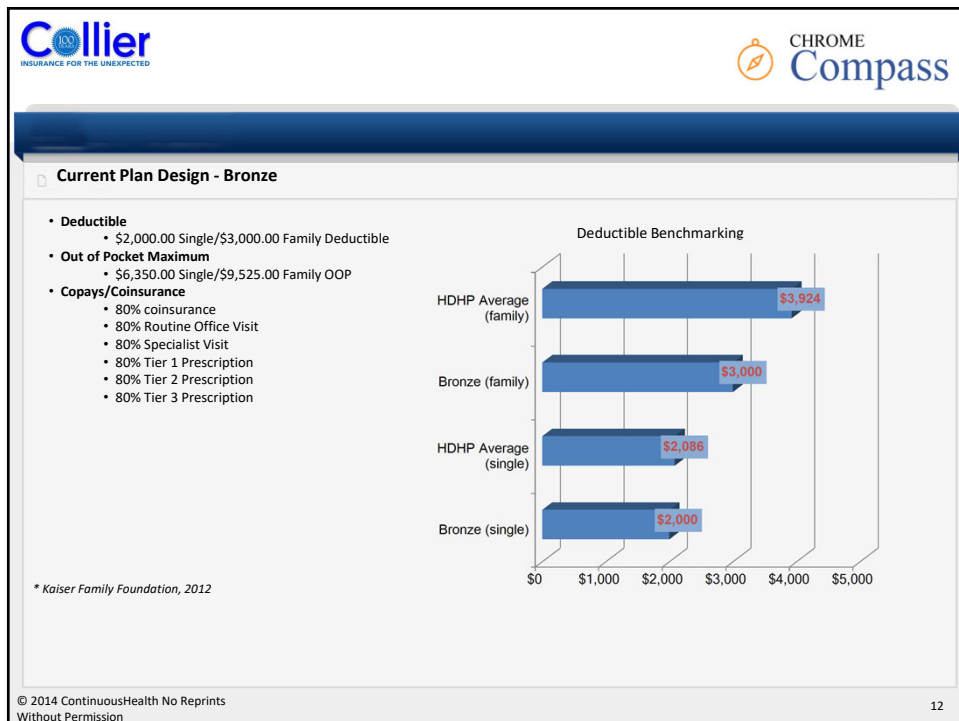 Collier
100
YEARS
INSURANCE FOR THE UNEXPECTED
CHROME
Compass
Current Plan Design - Bronze
• Deductible
• $2,000.00 Single/$3,000.00 Family Deductible
• Out of Pocket Maximum
• $6,350.00 Single/$9,525.00 Family OOP
• Copays/Coinsurance
• 80% coinsurance
• 80% Routine Office Visit
• 80% Specialist Visit
• 80% Tier 1 Prescription
• 80% Tier 2 Prescription
• 80% Tier 3 Prescription
* Kaiser Family Foundation, 2012
Deductible Benchmarking
HDHP Average
(family)
$3,924
Bronze (family)
$3,000
HDHP Average
(single)
$2,086
Bronze (single)
$2,000
$0 $1,000 $2,000 $3,000 $4,000 $5,000
© 2014 ContinuousHealth No Reprints
Without Permission
12